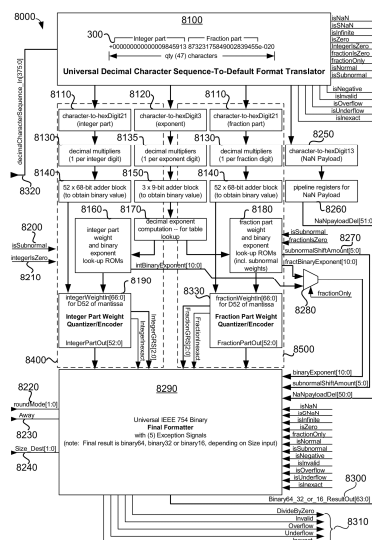 8000
8100
300
Integer part
Fraction part
+0000000000000009845913 873231758490028​39455e-020
qty (47) characters
Universal Decimal Character Sequence-To-Default Format Translator
isNaN
isSNaN
isInfinite
isZero
IntegerIsZero
fractionIsZero
fractionOnly
isNormal
isSubnormal
isNegative
isInvalid
isOverflow
isUnderflow
isInexact
decimalCharacterSequence_In[375:0]
8320
8110
8120
8110
character-to-hexDigit21
(integer part)
character-to-hexDigit3
(exponent)
character-to-hexDigit21
(fraction part)
8250
character-to-hexDigit13
(NaN Payload)
8130
8135
8130
decimal multipliers
(1 per integer digit)
decimal multipliers
(1 per exponent digit)
decimal multipliers
(1 per fraction digit)
8140
8150
8140
52 x 68-bit adder block
(to obtain binary value)
3 x 9-bit adder block
(to obtain binary value)
52 x 68-bit adder block
(to obtain binary value)
pipeline registers for
NaN Payload
8260
NaNpayloadDel[51:0]
8160
8170
8180
integer part
weight
and binary
exponent
look-up ROMs
decimal exponent
computation -- for table
lookup
fraction part
weight
and binary
exponent
look-up ROMs
(incl. subnormal
weights)
8200
isSubnormal
integerIsZero
8210
isSubnormal
fractionIsZero
8270
subnormalShiftAmount[5:0]
fractBinaryExponent[10:0]
intBinaryExponent[10:0]
8280
fractionOnly
8190
integerWeightIn[66:0]
for D52 of mantissa
Integer Part Weight
Quantizer/Encoder
IntegerPartOut[52:0]
IntegerInexact
IntegerGRS[2:0]
8330
fractionWeightIn[66:0]
for D52 of mantissa
Fraction Part Weight
Quantizer/Encoder
FractionPartOut[52:0]
FractionGRS[2:0]
FractionInexact
8400
8500
8220
roundMode[1:0]
Away
8230
Size_Dest[1:0]
8240
8290
Universal IEEE 754 Binary
Final Formatter
with (5) Exception Signals
(note: Final result is binary64, binary32 or binary16, depending on Size input)
binaryExponent[10:0]
subnormalShiftAmount[5:0]
NaNpayloadDel[50:0]
isNaN
isSNaN
isInfinite
isZero
fractionOnly
isNormal
isSubnormal
isNegative
isInvalid
isOverflow
isUnderflow
isInexact
8300
Binary64_32_or_16_ResultOut[63:0]
DivideByZero
Invalid
Overflow
Underflow
8310